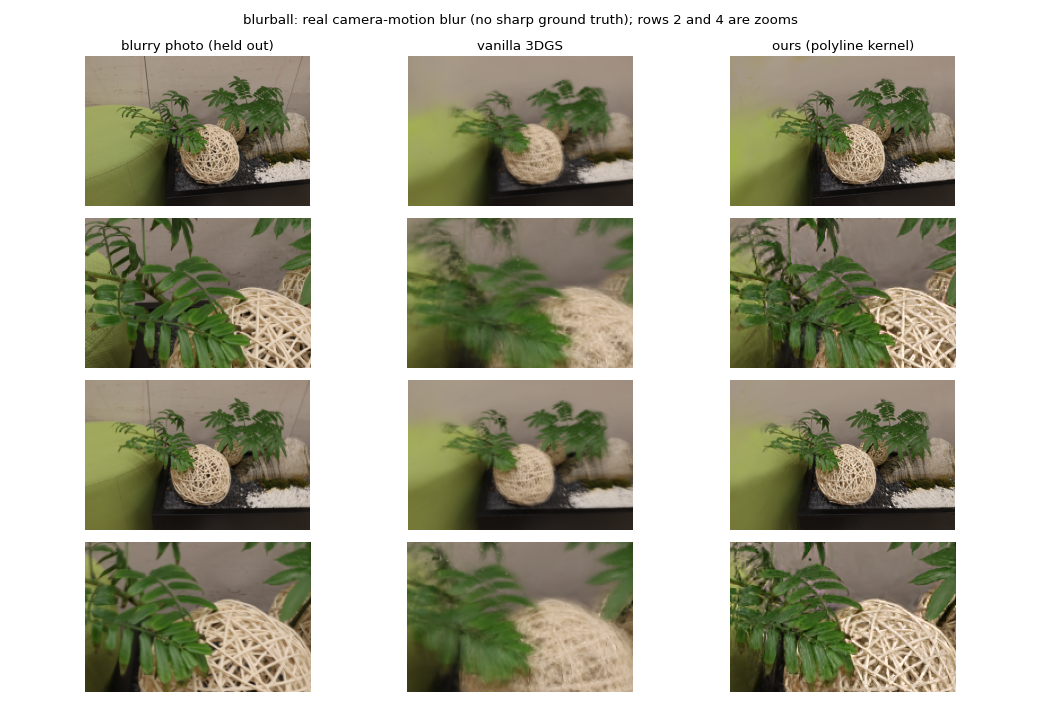 blurball: real camera-motion blur (no sharp ground truth); rows 2 and 4 are zooms
blurry photo (held out)
vanilla 3DGS
ours (polyline kernel)